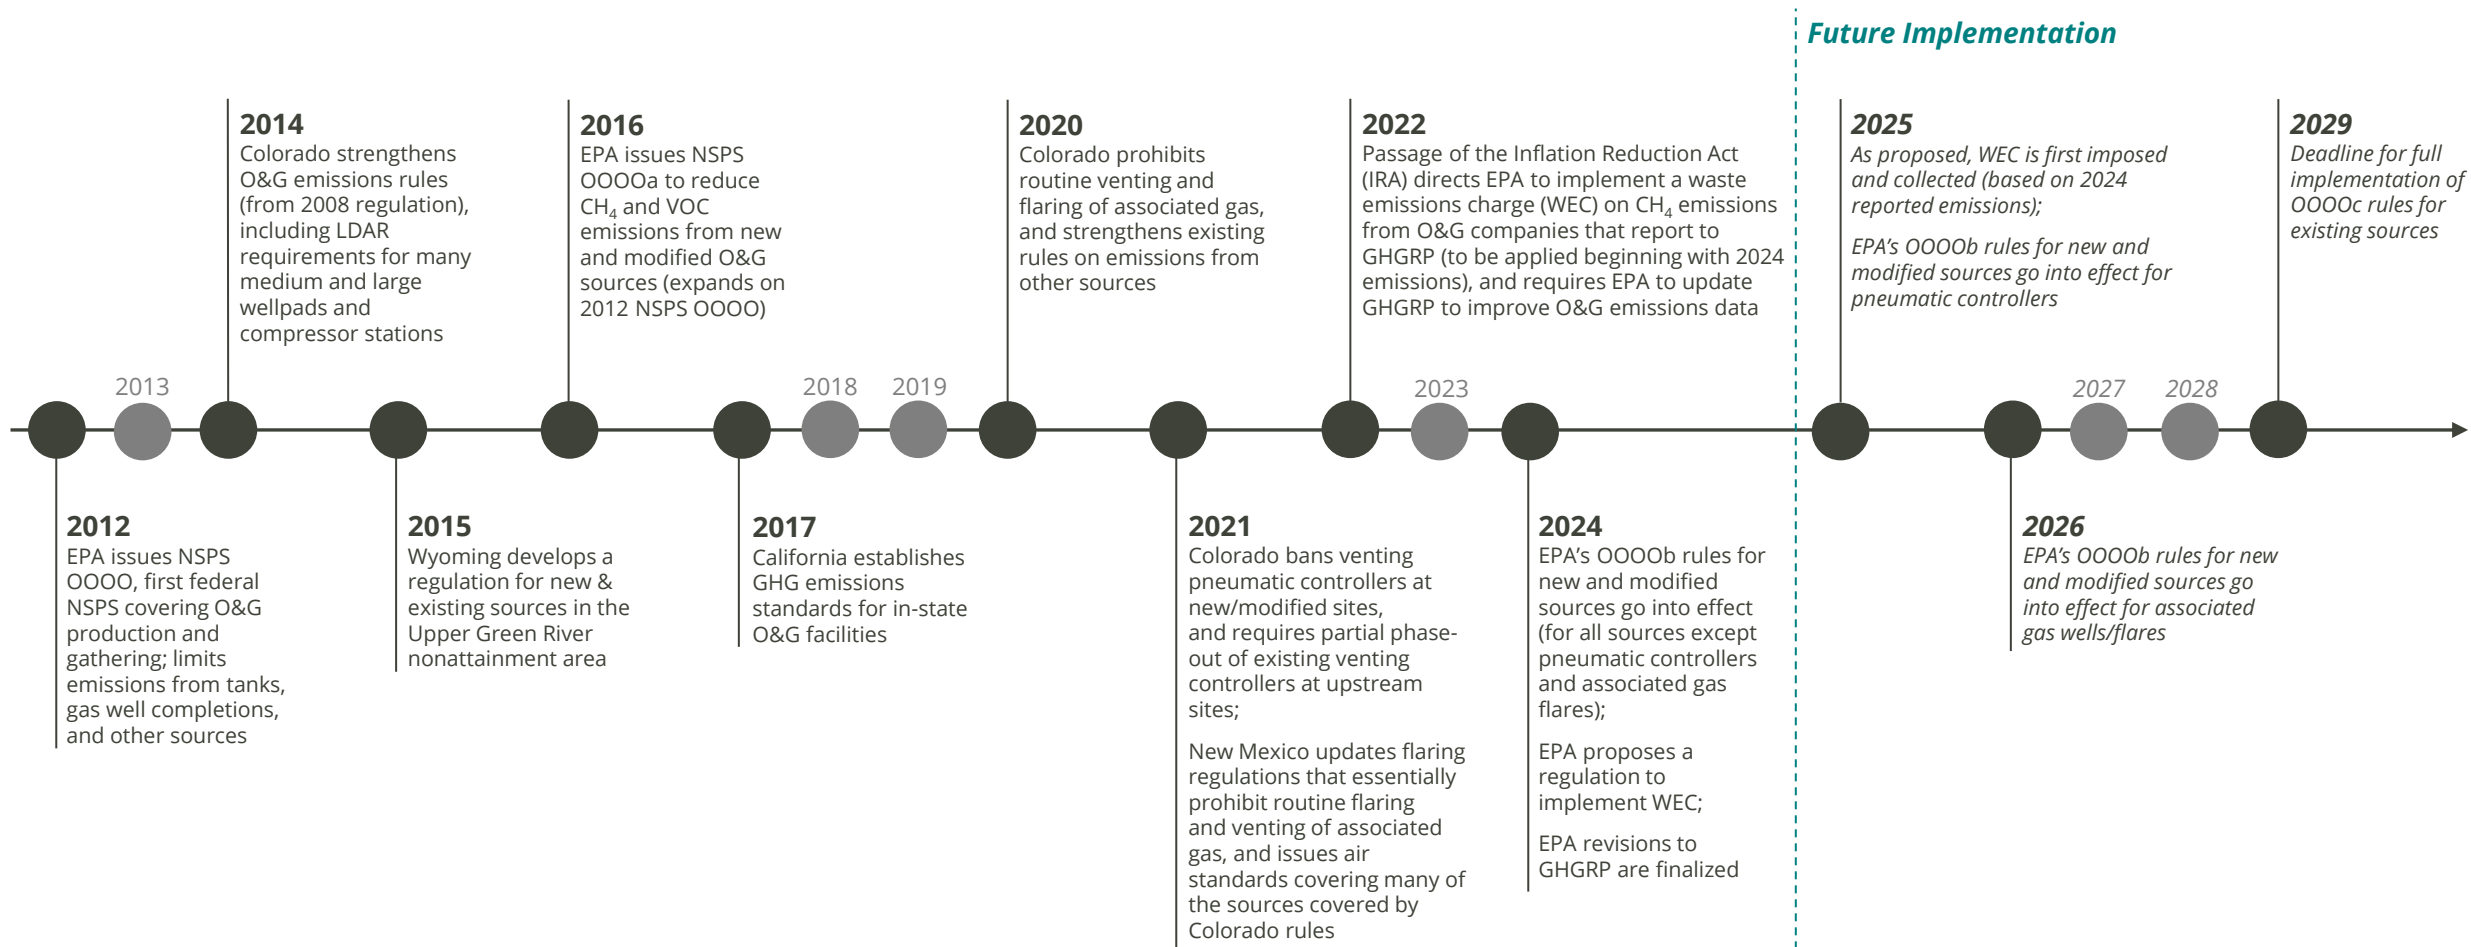 Future Implementation
2014
Colorado strengthens
O&G emissions rules
(from 2008 regulation),
including LDAR
requirements for many
medium and large
wellpads and
compressor stations
2016
EPA issues NSPS
OOOOa to reduce
CH₄ and VOC
emissions from new
and modified O&G
sources (expands on
2012 NSPS OOOO)
2020
Colorado prohibits
routine venting and
flaring of associated gas,
and strengthens existing
rules on emissions from
other sources
2022
Passage of the Inflation Reduction Act
(IRA) directs EPA to implement a waste
emissions charge (WEC) on CH₄ emissions
from O&G companies that report to
GHGRP (to be applied beginning with 2024
emissions), and requires EPA to update
GHGRP to improve O&G emissions data
2025
As proposed, WEC is first imposed
and collected (based on 2024
reported emissions);
EPA’s OOOOb rules for new and
modified sources go into effect for
pneumatic controllers
2029
Deadline for full
implementation of
OOOOc rules for
existing sources
2013
2018
2019
2023
2027
2028
2012
EPA issues NSPS
OOOO, first federal
NSPS covering O&G
production and
gathering; limits
emissions from tanks,
gas well completions,
and other sources
2015
Wyoming develops a
regulation for new &
existing sources in the
Upper Green River
nonattainment area
2017
California establishes
GHG emissions
standards for in-state
O&G facilities
2021
Colorado bans venting
pneumatic controllers at
new/modified sites,
and requires partial phase-
out of existing venting
controllers at upstream
sites;
New Mexico updates flaring
regulations that essentially
prohibit routine flaring
and venting of associated
gas, and issues air
standards covering many of
the sources covered by
Colorado rules
2024
EPA’s OOOOb rules for
new and modified
sources go into effect
(for all sources except
pneumatic controllers
and associated gas
flares);
EPA proposes a
regulation to
implement WEC;
EPA revisions to
GHGRP are finalized
2026
EPA’s OOOOb rules for new
and modified sources go
into effect for associated
gas wells/flares